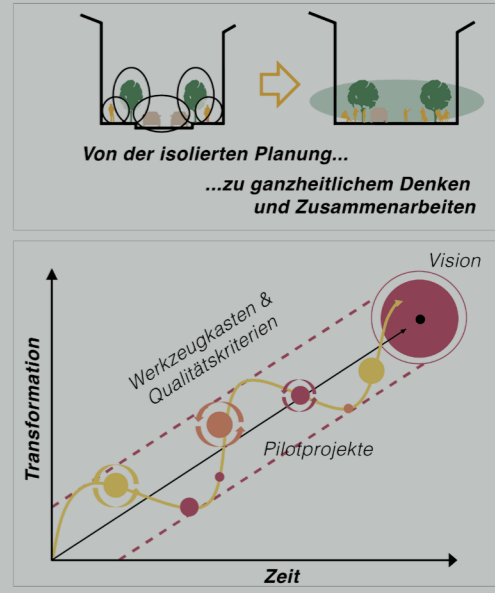 Von der isolierten Planung...
...zu ganzheitlichem Denken
und Zusammenarbeiten
Vision
Werkzeugkasten &
Qualitätskriterien
Transformation
Pilotprojekte
Zeit